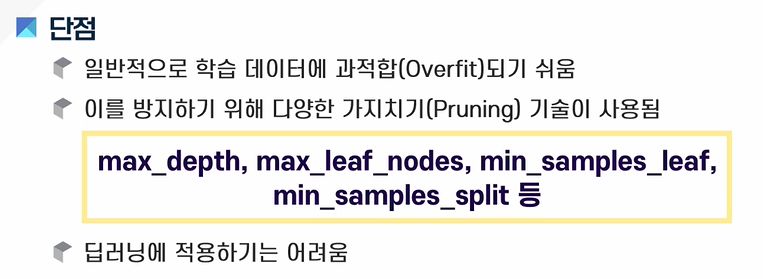 단점
일반적으로 학습 데이터에 과적합(Overfit)되기 쉬움
이를 방지하기 위해 다양한 가지치기(Pruning) 기술이 사용됨
max_depth, max_leaf_nodes, min_samples_leaf,
min_samples_split 등
딥러닝에 적용하기는 어려움